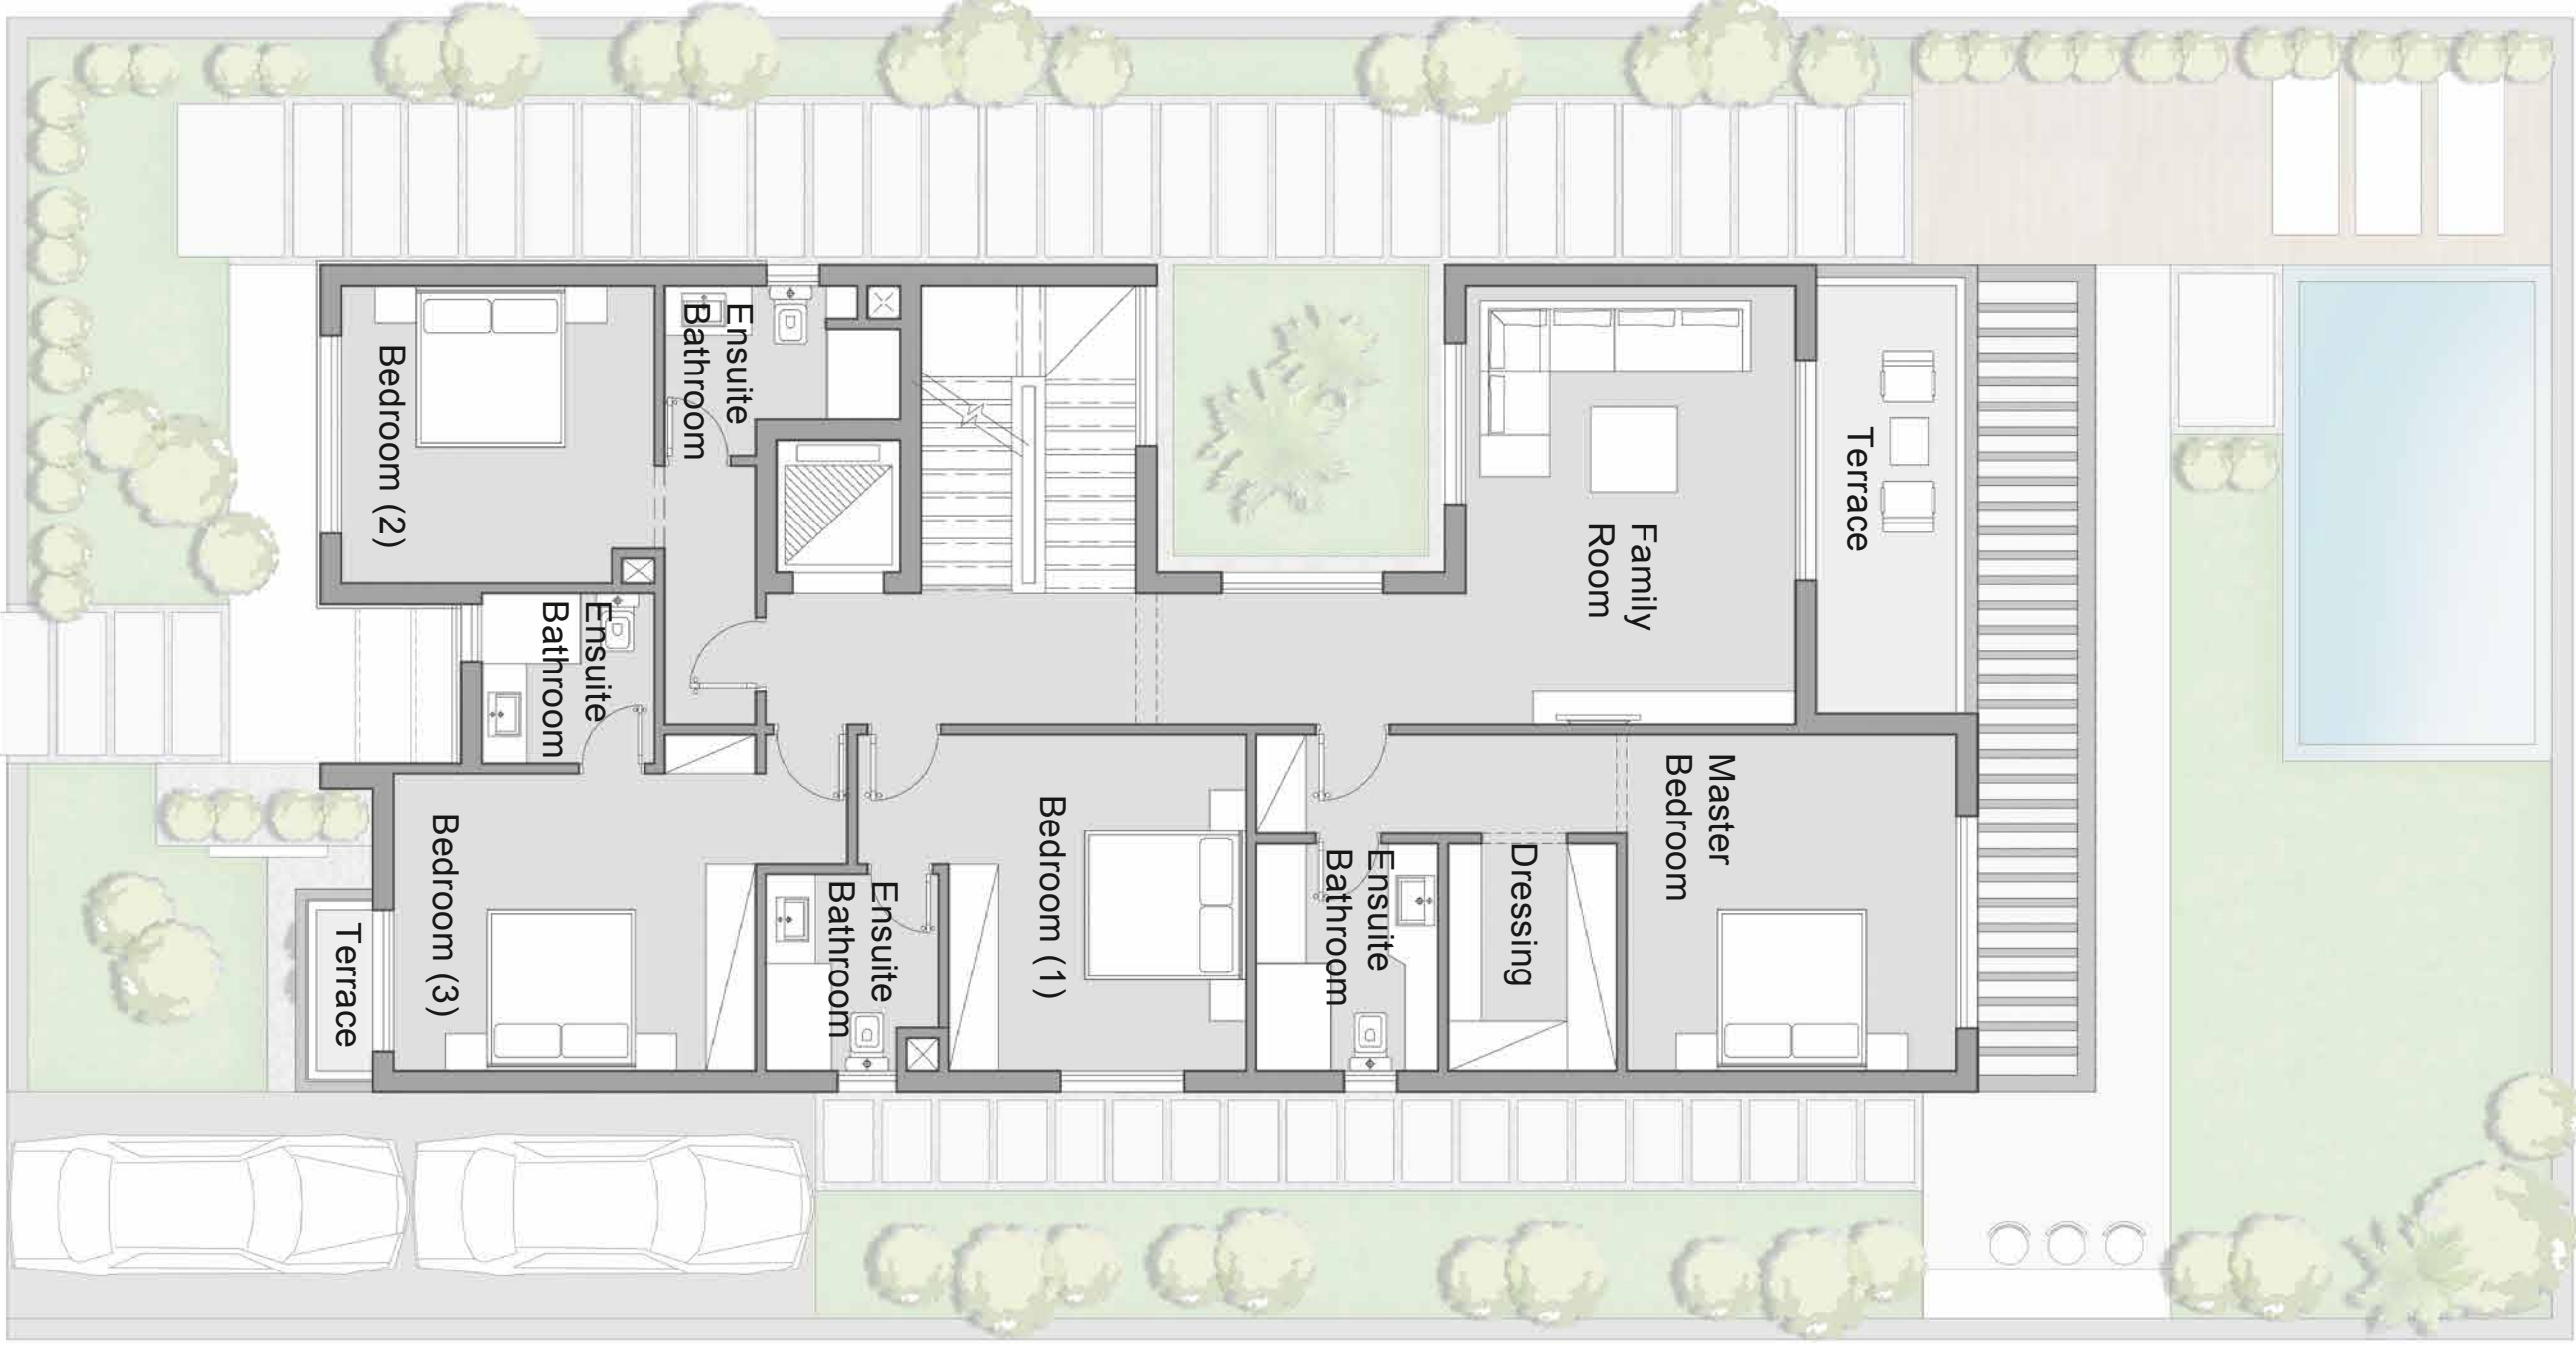 Bedroom (2)
Ensuite
Bathroom
Family
Room
Terrace
Ensuite
Bathroom
Master
Bedroom
Bedroom (3)
Terrace
Ensuite
Bathroom
Bedroom (1)
Ensuite
Bathroom
Dressing